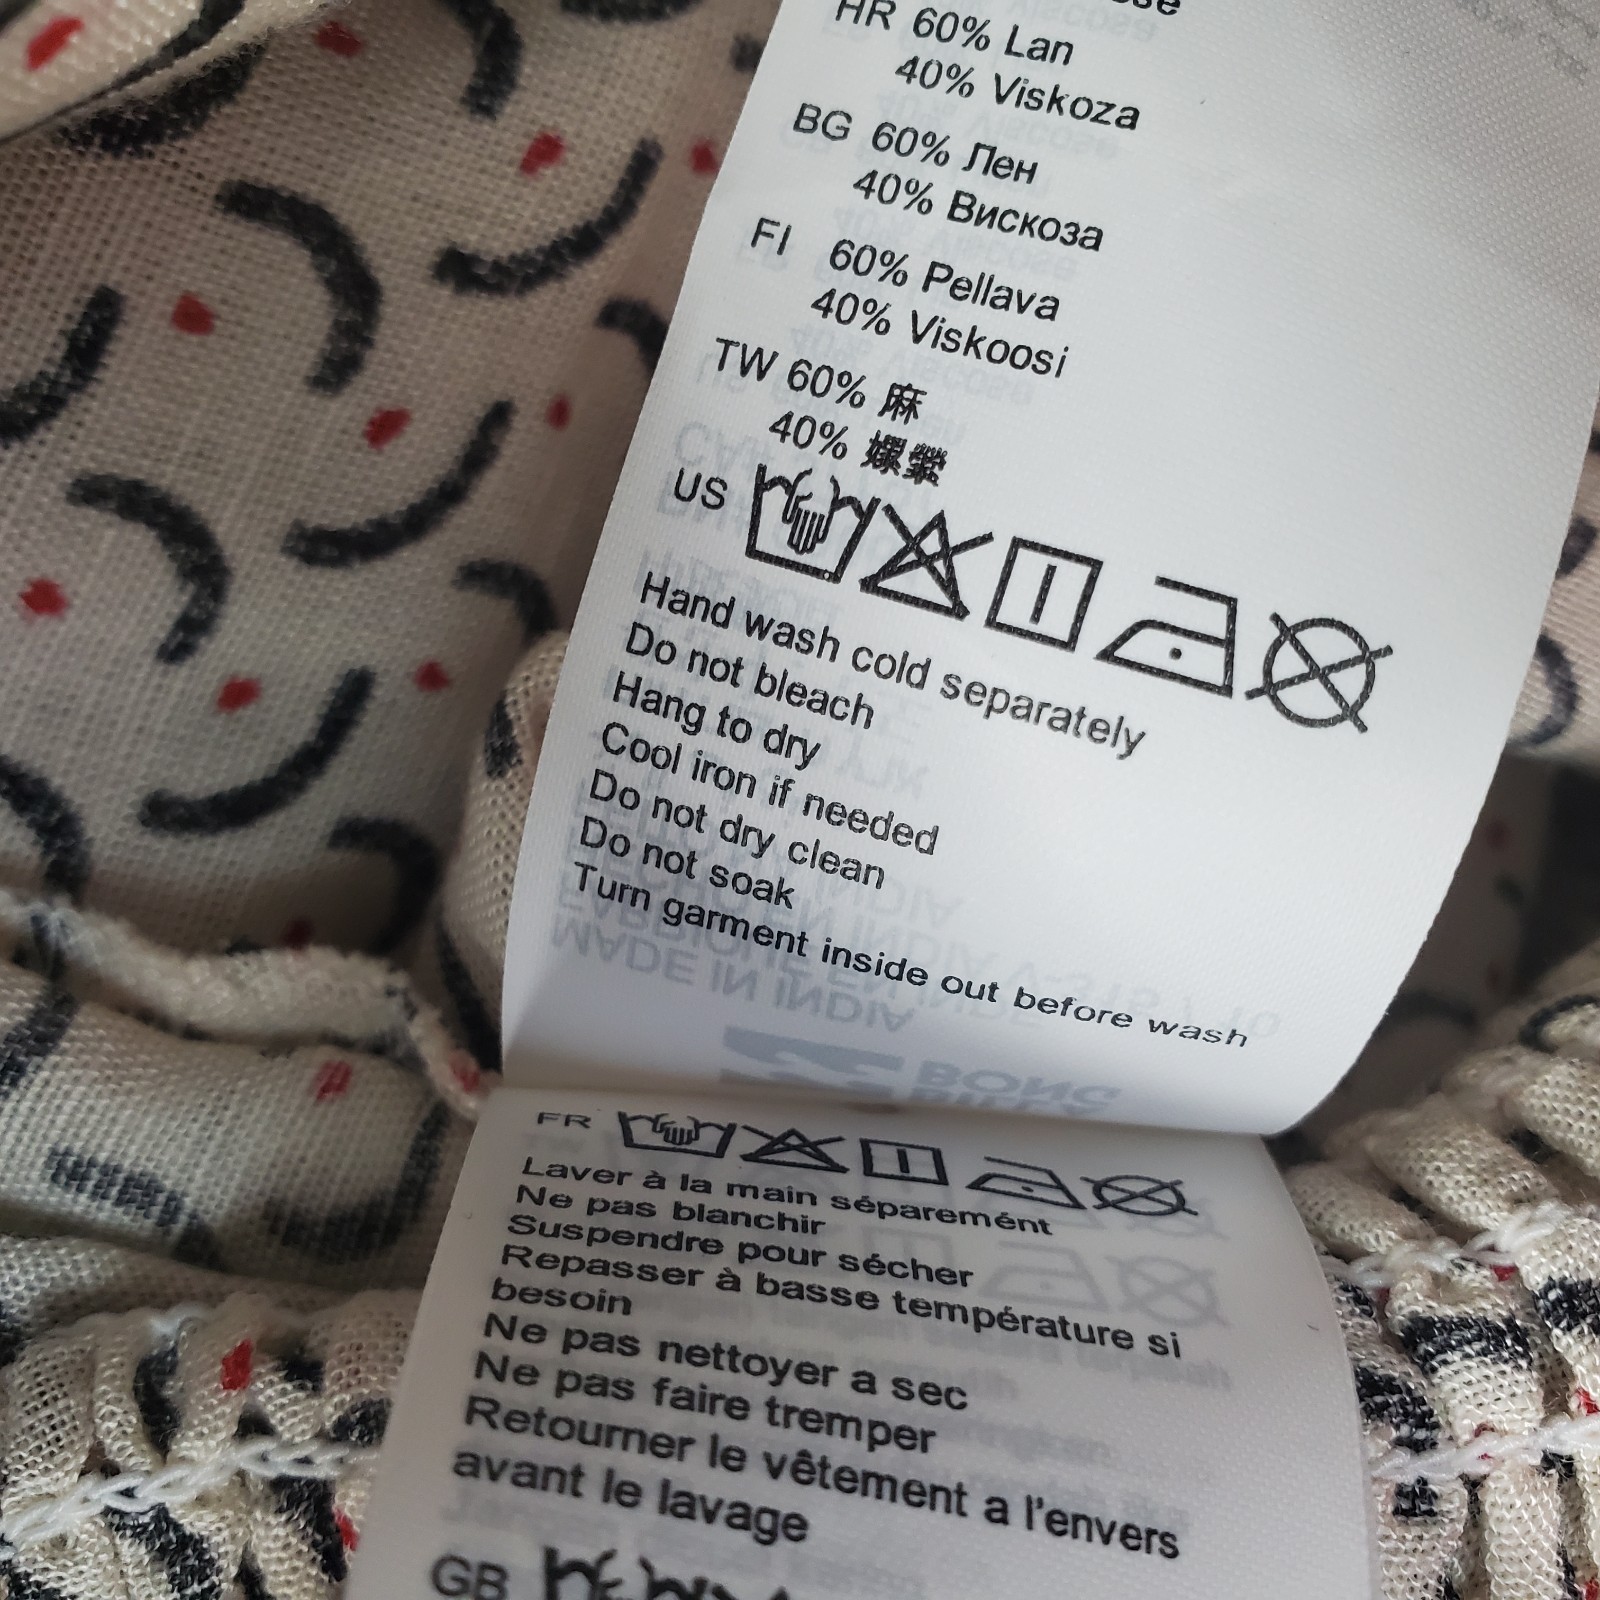 HR 60% Lan
40% Viskoza
BG 60% Лен
40% Вискоза
FI 60% Pellava
40% Viskoosi
TW 60% 麻
40% 嫘縈
US
Hand wash cold separately
Do not bleach
Hang to dry
Cool iron if needed
Do not dry clean
Do not soak
Turn garment inside out before wash
FR
Laver à la main séparemént
Ne pas blanchir
Suspendre pour sécher
Repasser à basse température si
besoin
Ne pas nettoyer a sec
Ne pas faire tremper
Retourner le vêtement a l'envers
avant le lavage
GB